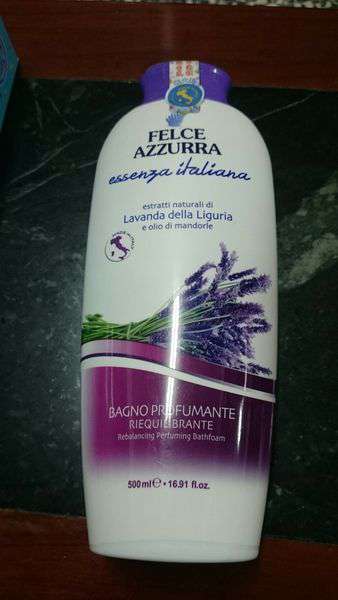 FELCE
AZZURRA
essenza italiana
estratti naturali di
Lavanda della Liguria
e olio di mandorle
BAGNO PROFUMANTE
RIEQUILIBRANTE
Rebalancing Perfuming Bathfoam
500ml℮ • 16.91 fl.oz.